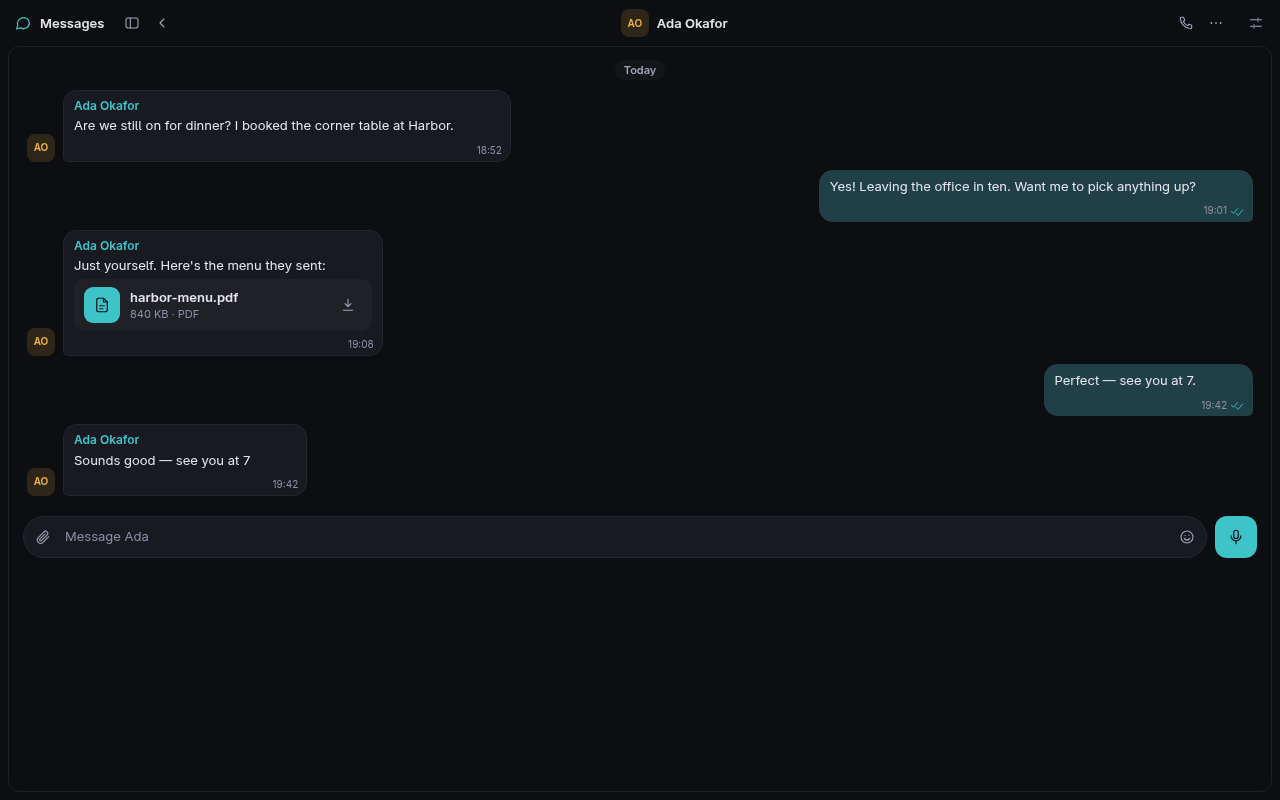 Messages
AO Ada Okafor
Today
Ada Okafor
Are we still on for dinner? I booked the corner table at Harbor.
18:52
AO
Yes! Leaving the office in ten. Want me to pick anything up?
19:01
Ada Okafor
Just yourself. Here's the menu they sent:
harbor-menu.pdf
840 KB · PDF
19:08
AO
Perfect — see you at 7.
19:42
Ada Okafor
Sounds good — see you at 7
19:42
AO
Message Ada